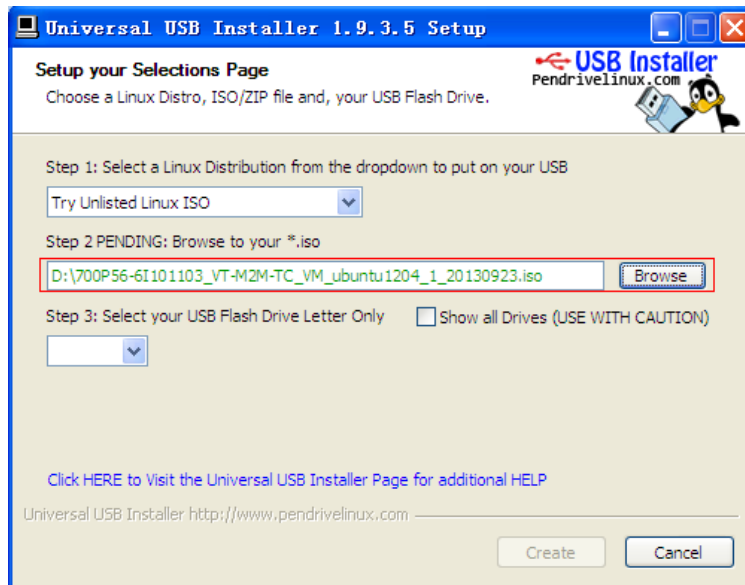 Universal USB Installer 1.9.3.5 Setup
Setup your Selections Page
Choose a Linux Distro, ISO/ZIP file and, your USB Flash Drive.
USB Installer
Pendrivelinux.com
Step 1: Select a Linux Distribution from the dropdown to put on your USB
Try Unlisted Linux ISO
Step 2 PENDING: Browse to your *.iso
D:\700P56-6I101103_VT-M2M-TC_VM_ubuntu1204_1_20130923.iso
Browse
Step 3: Select your USB Flash Drive Letter Only
Show all Drives (USE WITH CAUTION)
Click HERE to Visit the Universal USB Installer Page for additional HELP
Universal USB Installer http://www.pendrivelinux.com
Create
Cancel